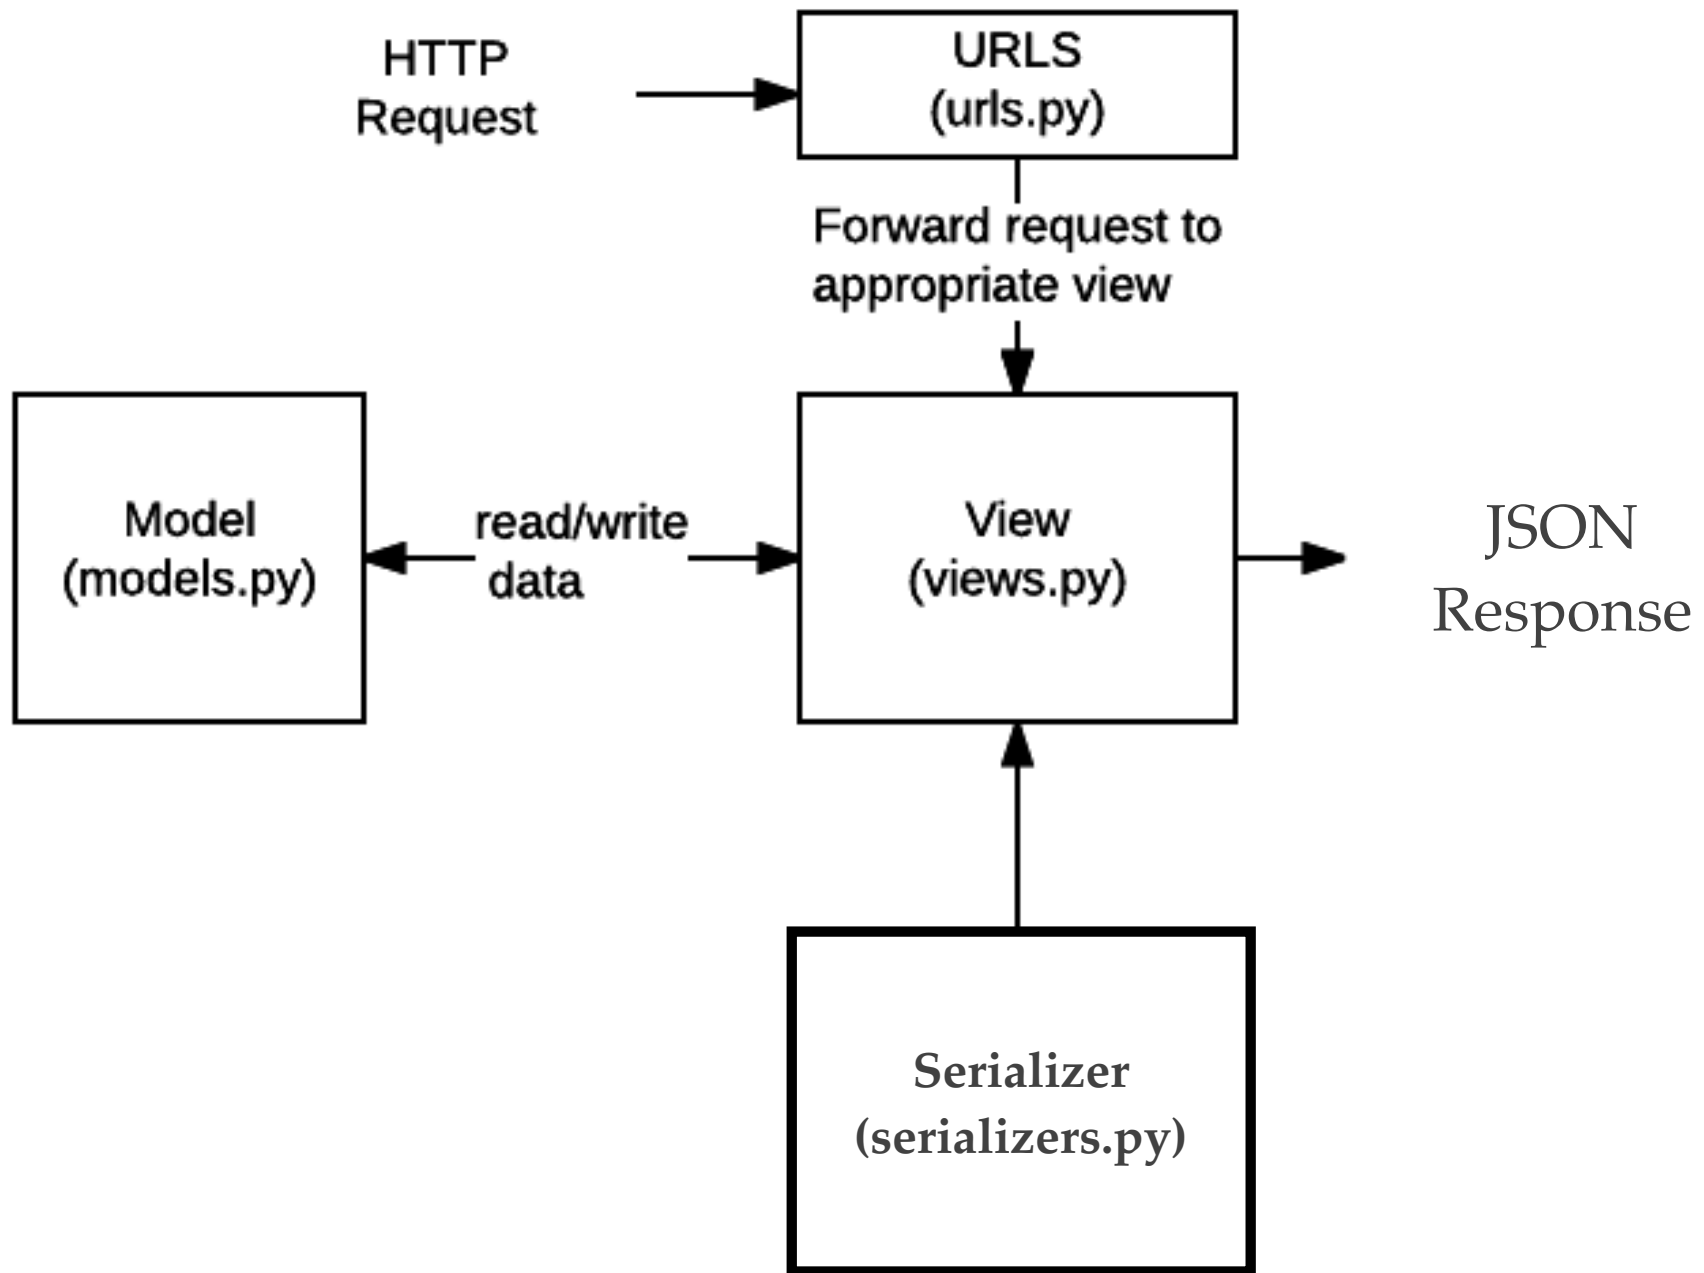 HTTP
Request
URLS
(urls.py)
Forward request to
appropriate view
Model
(models.py)
read/write
data
View
(views.py)
JSON
Response
Serializer
(serializers.py)